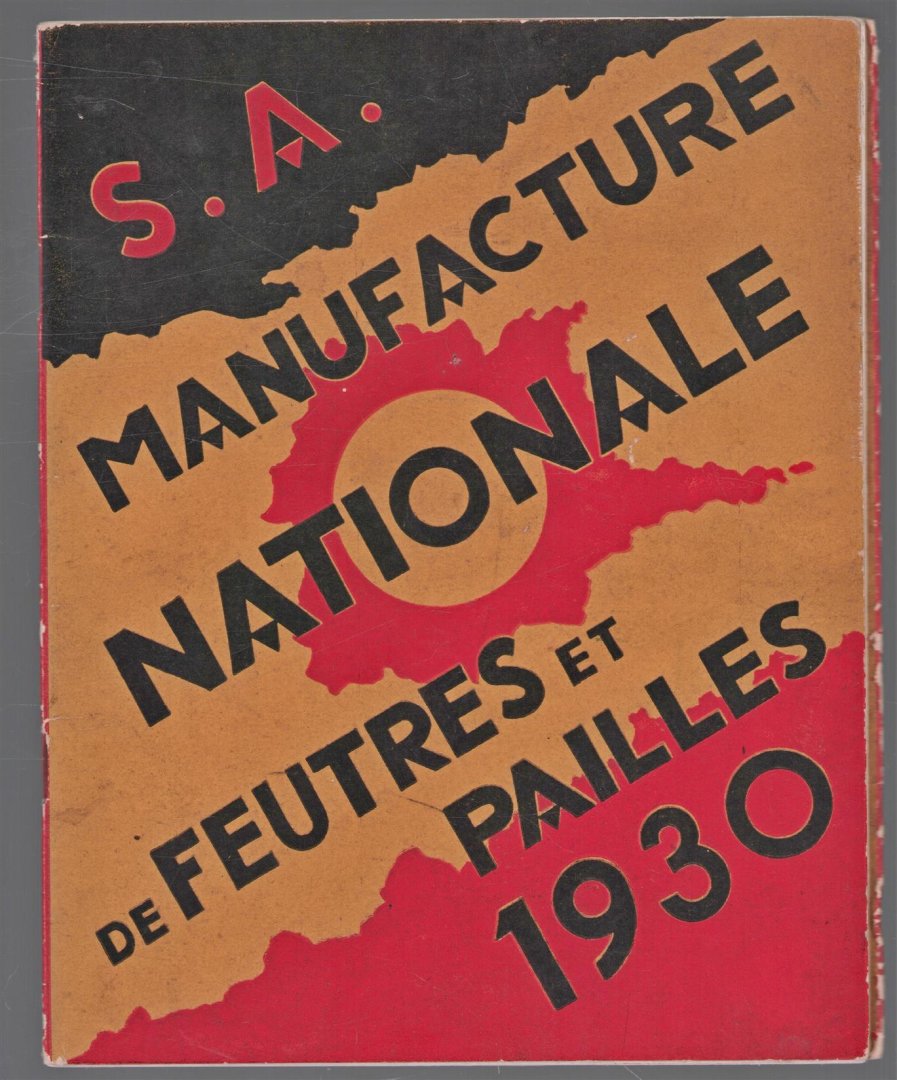 S.A.
MANUFACTURE
NATIONALE
DE FEUTRES ET
PAILLES
1930